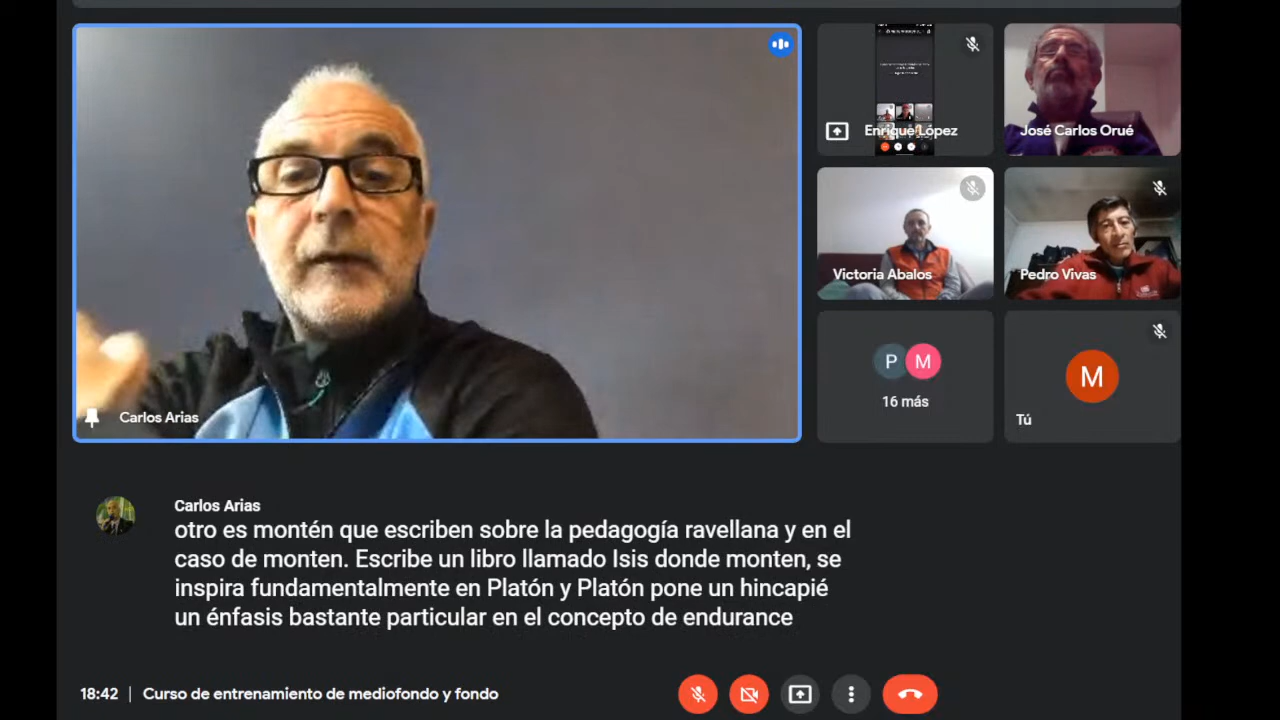 Carlos Arias
Enrique López
José Carlos Orué
Victoria Abalos
Pedro Vivas
P M
16 más
M
Tú
Carlos Arias
otro es montén que escriben sobre la pedagogía ravellana y en el
caso de monten. Escribe un libro llamado Isis donde monten, se
inspira fundamentalmente en Platón y Platón pone un hincapié
un énfasis bastante particular en el concepto de endurance
18:42 | Curso de entrenamiento de mediofondo y fondo